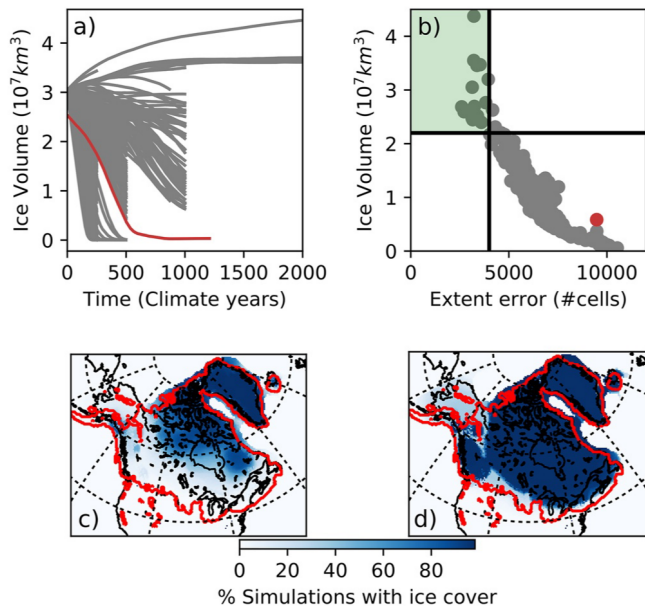 a)
Ice Volume (10⁷km³)
4
3
2
1
0
0 500 1000 1500 2000
Time (Climate years)
b)
Ice Volume (10⁷km³)
4
3
2
1
0
5000 10000
Extent error (#cells)
c)
d)
0 20 40 60 80
% Simulations with ice cover